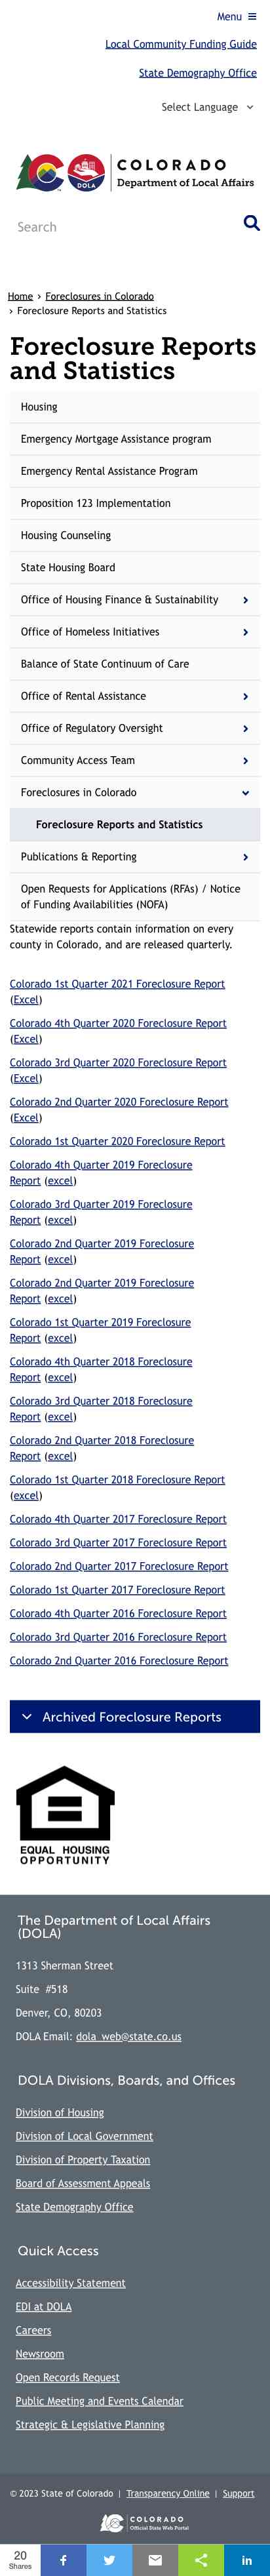 Menu
Local Community Funding Guide
State Demography Office
Select Language
COLORADO
DOLA
Department of Local Affairs
Search
Home › Foreclosures in Colorado
› Foreclosure Reports and Statistics
Foreclosure Reports
and Statistics
Housing
Emergency Mortgage Assistance program
Emergency Rental Assistance Program
Proposition 123 Implementation
Housing Counseling
State Housing Board
Office of Housing Finance & Sustainability
Office of Homeless Initiatives
Balance of State Continuum of Care
Office of Rental Assistance
Office of Regulatory Oversight
Community Access Team
Foreclosures in Colorado
Foreclosure Reports and Statistics
Publications & Reporting
Open Requests for Applications (RFAs) / Notice
of Funding Availabilities (NOFA)
Statewide reports contain information on every
county in Colorado, and are released quarterly.
Colorado 1st Quarter 2021 Foreclosure Report
(Excel)
Colorado 4th Quarter 2020 Foreclosure Report
(Excel)
Colorado 3rd Quarter 2020 Foreclosure Report
(Excel)
Colorado 2nd Quarter 2020 Foreclosure Report
(Excel)
Colorado 1st Quarter 2020 Foreclosure Report
Colorado 4th Quarter 2019 Foreclosure
Report (excel)
Colorado 3rd Quarter 2019 Foreclosure
Report (excel)
Colorado 2nd Quarter 2019 Foreclosure
Report (excel)
Colorado 2nd Quarter 2019 Foreclosure
Report (excel)
Colorado 1st Quarter 2019 Foreclosure
Report (excel)
Colorado 4th Quarter 2018 Foreclosure
Report (excel)
Colorado 3rd Quarter 2018 Foreclosure
Report (excel)
Colorado 2nd Quarter 2018 Foreclosure
Report (excel)
Colorado 1st Quarter 2018 Foreclosure Report
(excel)
Colorado 4th Quarter 2017 Foreclosure Report
Colorado 3rd Quarter 2017 Foreclosure Report
Colorado 2nd Quarter 2017 Foreclosure Report
Colorado 1st Quarter 2017 Foreclosure Report
Colorado 4th Quarter 2016 Foreclosure Report
Colorado 3rd Quarter 2016 Foreclosure Report
Colorado 2nd Quarter 2016 Foreclosure Report
Archived Foreclosure Reports
EQUAL HOUSING
OPPORTUNITY
The Department of Local Affairs
(DOLA)
1313 Sherman Street
Suite #518
Denver, CO, 80203
DOLA Email: dola_web@state.co.us
DOLA Divisions, Boards, and Offices
Division of Housing
Division of Local Government
Division of Property Taxation
Board of Assessment Appeals
State Demography Office
Quick Access
Accessibility Statement
EDI at DOLA
Careers
Newsroom
Open Records Request
Public Meeting and Events Calendar
Strategic & Legislative Planning
© 2023 State of Colorado | Transparency Online | Support
COLORADO
Official State Web Portal
20
Shares